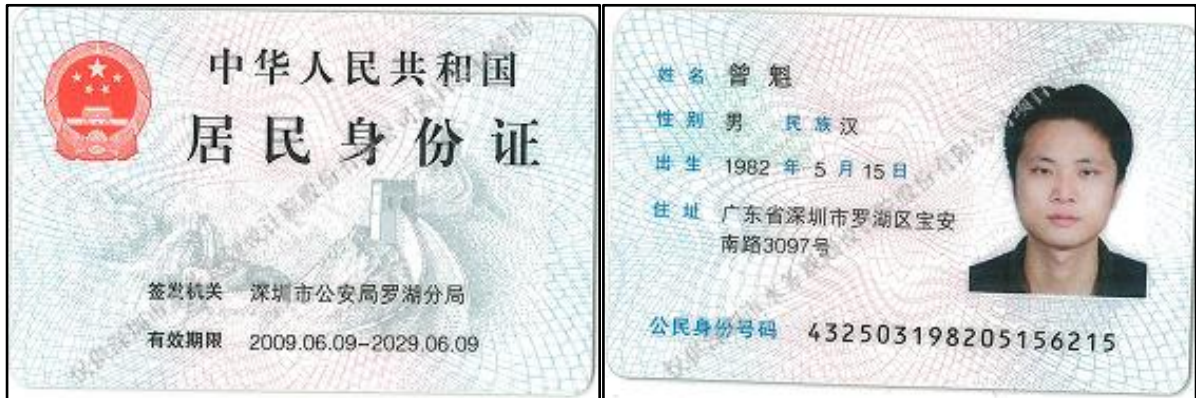 中华人民共和国
居民身份证
签发机关 深圳市公安局罗湖分局
有效期限 2009.06.09-2029.06.09
姓名 曾魁
性别 男 民族 汉
出生 1982 年 5 月 15 日
住址 广东省深圳市罗湖区宝安
南路3097号
公民身份号码 432503198205156215